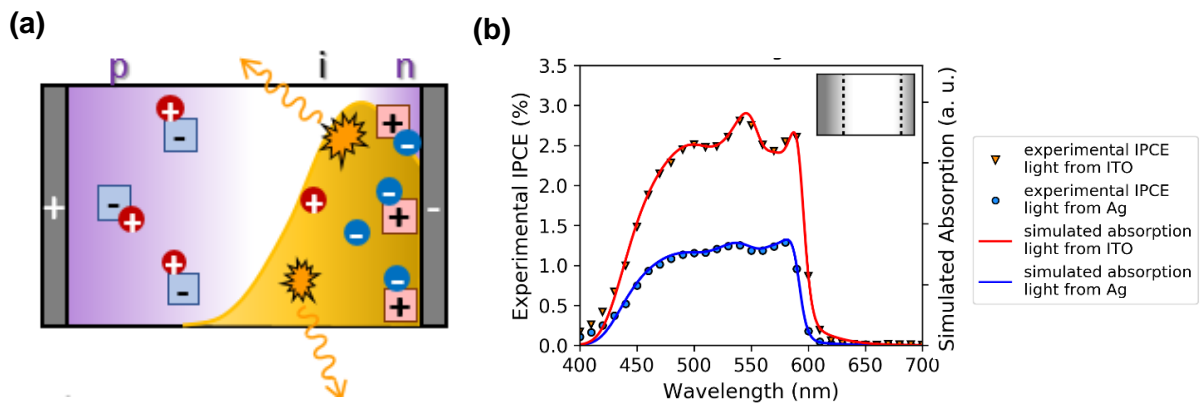 (a)
p i n
+
-
+
-
+
-
+
-
+
-
-
+
-
-
+
+
-
(b)
Experimental IPCE (%)
3.5
3.0
2.5
2.0
1.5
1.0
0.5
0.0
400 450 500 550 600 650 700
Wavelength (nm)
Simulated Absorption (a. u.)
experimental IPCE
light from ITO
experimental IPCE
light from Ag
simulated absorption
light from ITO
simulated absorption
light from Ag